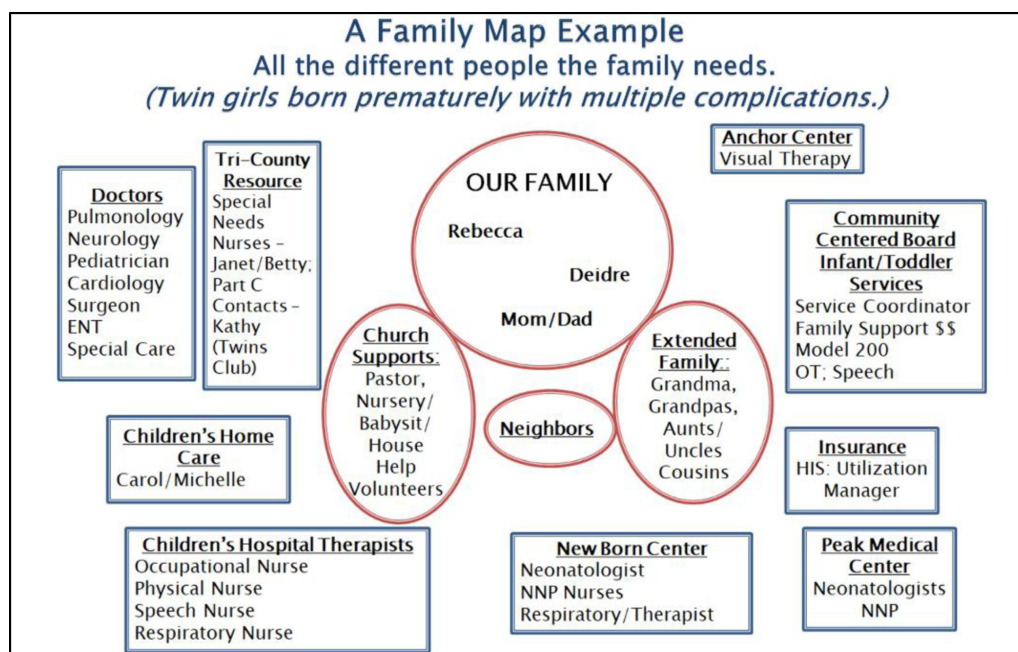 A Family Map Example
All the different people the family needs.
(Twin girls born prematurely with multiple complications.)
Doctors
Pulmonology
Neurology
Pediatrician
Cardiology
Surgeon
ENT
Special Care
Tri-County
Resource
Special
Needs
Nurses –
Janet/Betty;
Part C
Contacts –
Kathy
(Twins
Club)
OUR FAMILY
Rebecca
Deidre
Mom/Dad
Anchor Center
Visual Therapy
Community
Centered Board
Infant/Toddler
Services
Service Coordinator
Family Support $$
Model 200
OT; Speech
Church
Supports:
Pastor,
Nursery/
Babysit/
House
Help
Volunteers
Neighbors
Extended
Family::
Grandma,
Grandpas,
Aunts/
Uncles
Cousins
Children's Home
Care
Carol/Michelle
Insurance
HIS: Utilization
Manager
Children's Hospital Therapists
Occupational Nurse
Physical Nurse
Speech Nurse
Respiratory Nurse
New Born Center
Neonatologist
NNP Nurses
Respiratory/Therapist
Peak Medical
Center
Neonatologists
NNP